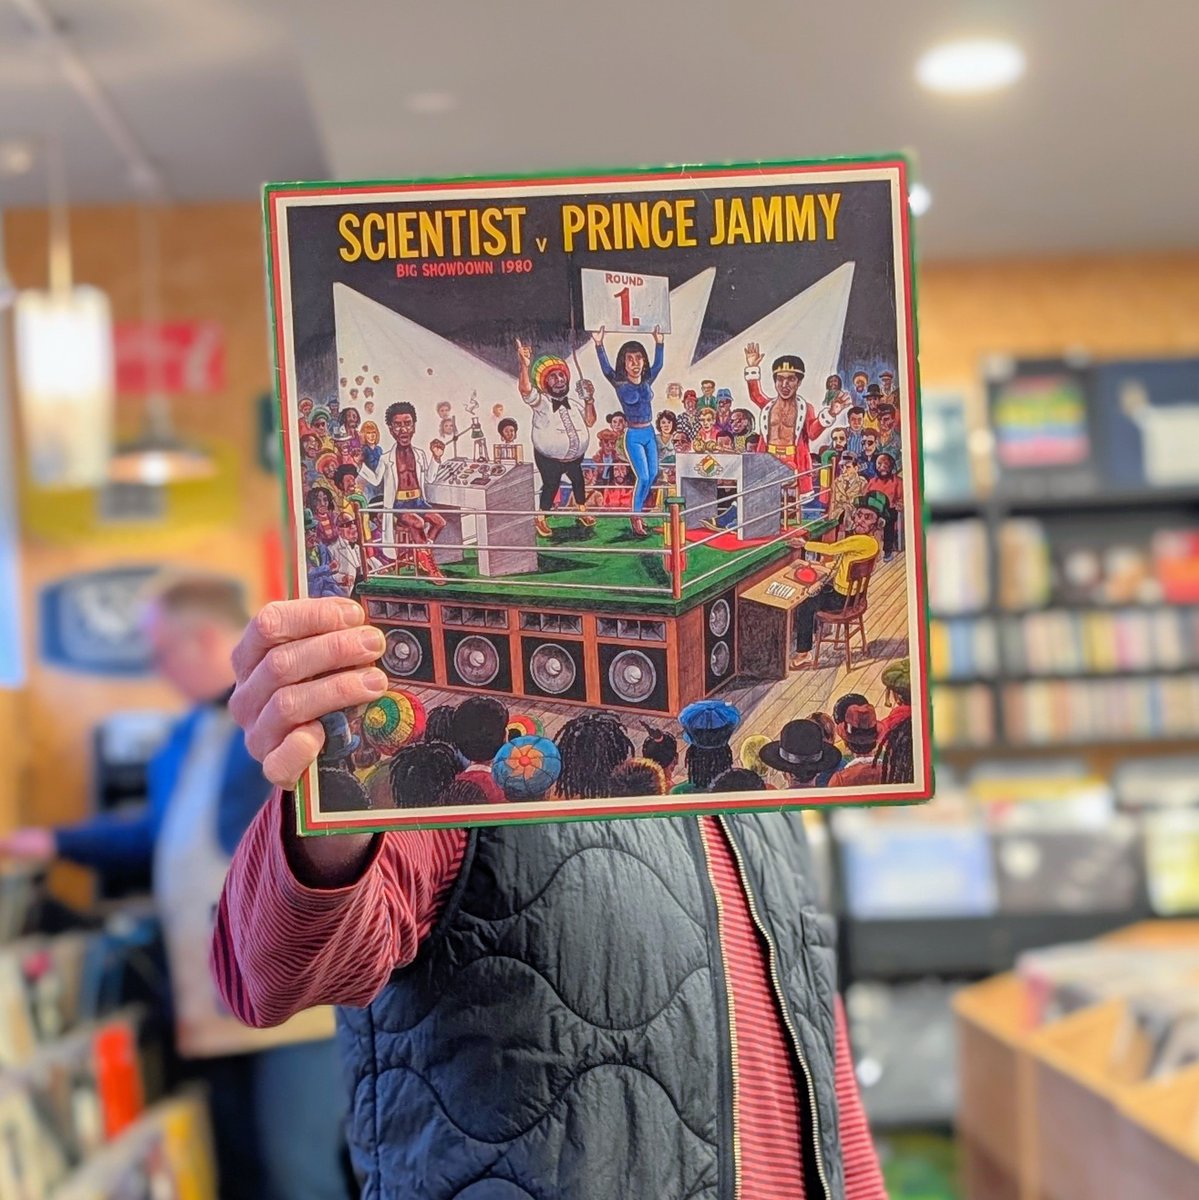 SCIENTIST V PRINCE JAMMY
BIG SHOWDOWN 1980
ROUND
1.